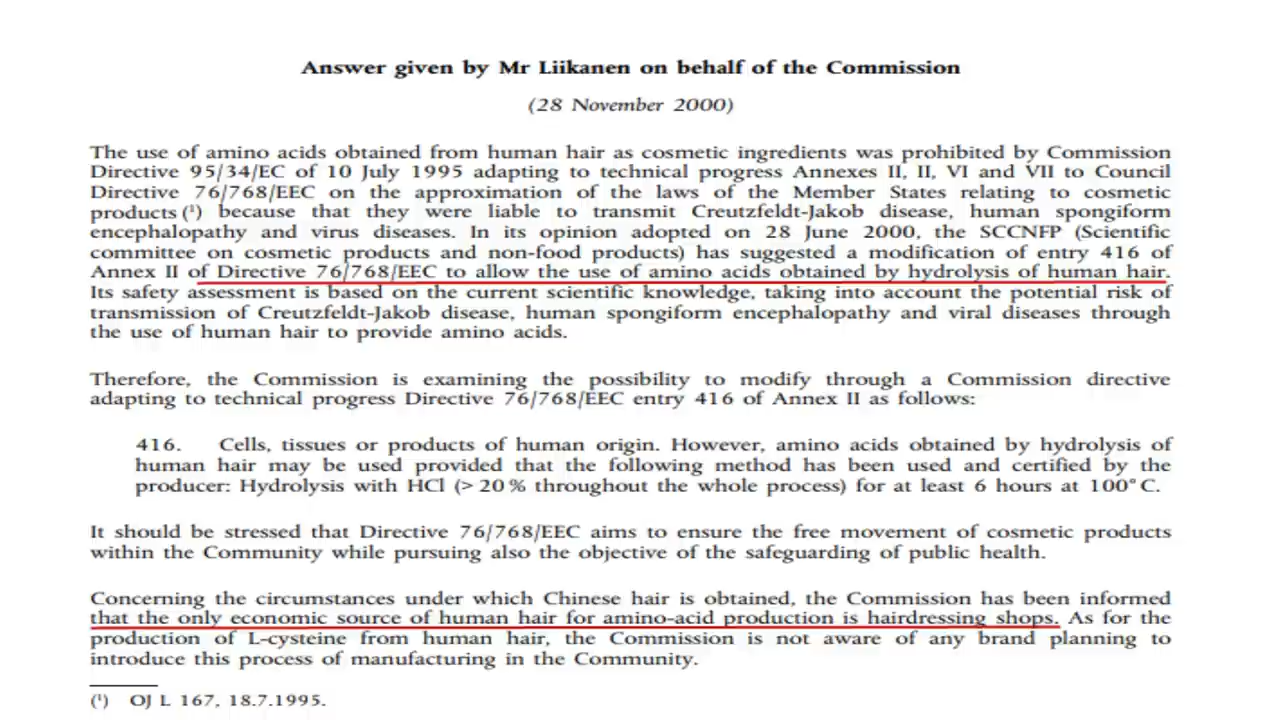 Answer given by Mr Liikanen on behalf of the Commission
(28 November 2000)
The use of amino acids obtained from human hair as cosmetic ingredients was prohibited by Commission
Directive 95/34/EC of 10 July 1995 adapting to technical progress Annexes II, II, VI and VII to Council
Directive 76/768/EEC on the approximation of the laws of the Member States relating to cosmetic
products (¹) because that they were liable to transmit Creutzfeldt-Jakob disease, human spongiform
encephalopathy and virus diseases. In its opinion adopted on 28 June 2000, the SCCNFP (Scientific
committee on cosmetic products and non-food products) has suggested a modification of entry 416 of
Annex II of Directive 76/768/EEC to allow the use of amino acids obtained by hydrolysis of human hair.
Its safety assessment is based on the current scientific knowledge, taking into account the potential risk of
transmission of Creutzfeldt-Jakob disease, human spongiform encephalopathy and viral diseases through
the use of human hair to provide amino acids.
Therefore, the Commission is examining the possibility to modify through a Commission directive
adapting to technical progress Directive 76/768/EEC entry 416 of Annex II as follows:
416. Cells, tissues or products of human origin. However, amino acids obtained by hydrolysis of
human hair may be used provided that the following method has been used and certified by the
producer: Hydrolysis with HCl (> 20 % throughout the whole process) for at least 6 hours at 100° C.
It should be stressed that Directive 76/768/EEC aims to ensure the free movement of cosmetic products
within the Community while pursuing also the objective of the safeguarding of public health.
Concerning the circumstances under which Chinese hair is obtained, the Commission has been informed
that the only economic source of human hair for amino-acid production is hairdressing shops. As for the
production of L-cysteine from human hair, the Commission is not aware of any brand planning to
introduce this process of manufacturing in the Community.
(¹) OJ L 167, 18.7.1995.